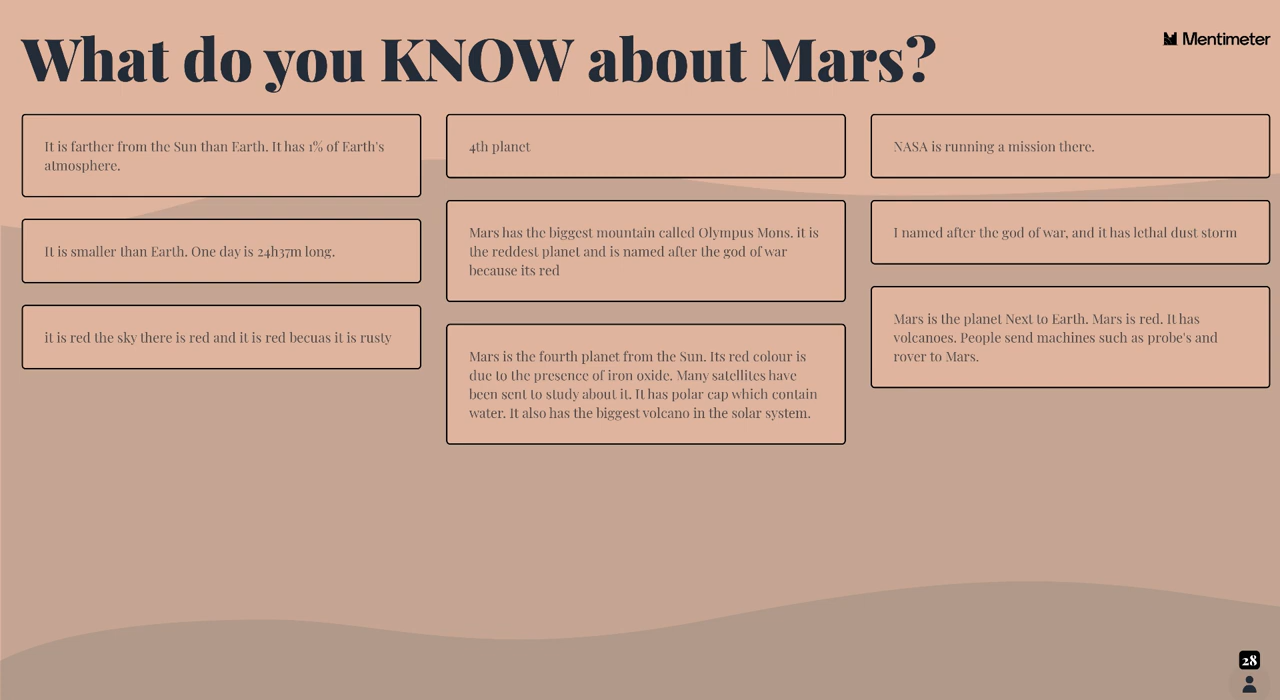 What do you KNOW about Mars?
Mentimeter
It is farther from the Sun than Earth. It has 1% of Earth's
atmosphere.
It is smaller than Earth. One day is 24h37m long.
it is red the sky there is red and it is red becuas it is rusty
4th planet
Mars has the biggest mountain called Olympus Mons. it is
the reddest planet and is named after the god of war
because its red
Mars is the fourth planet from the Sun. Its red colour is
due to the presence of iron oxide. Many satellites have
been sent to study about it. It has polar cap which contain
water. It also has the biggest volcano in the solar system.
NASA is running a mission there.
I named after the god of war, and it has lethal dust storm
Mars is the planet Next to Earth. Mars is red. It has
volcanoes. People send machines such as probe's and
rover to Mars.
28